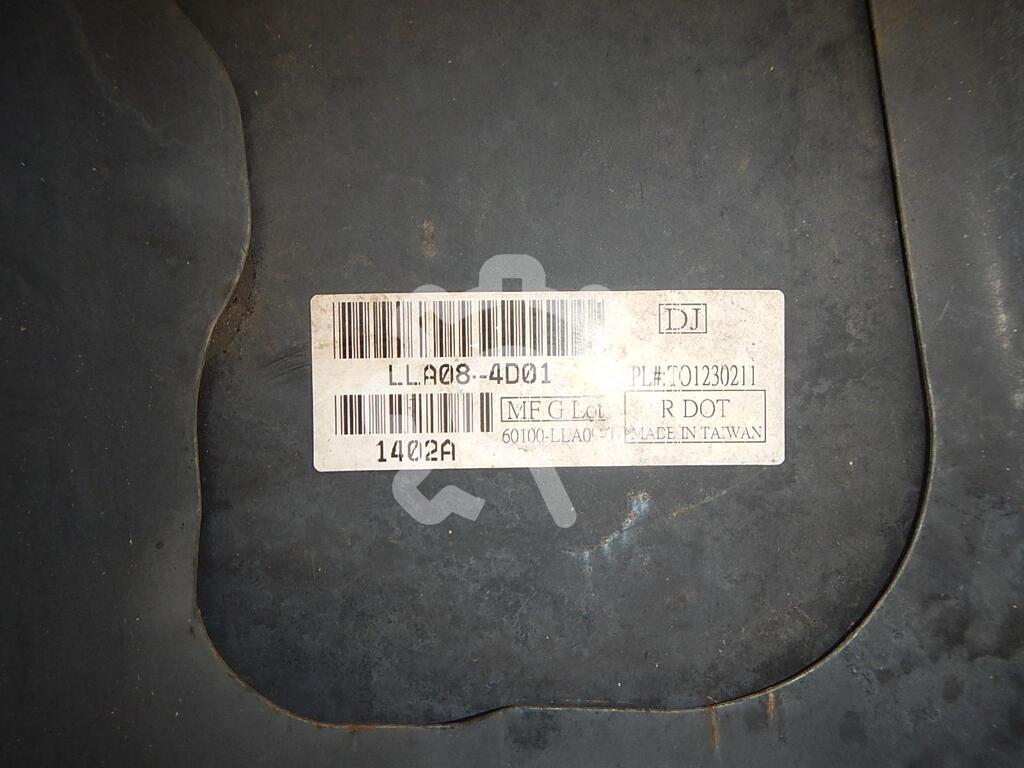 DJ
LLA08-4D01
PL#:TO1230211
MFG Lot
R DOT
MADE IN TAIWAN
1402A